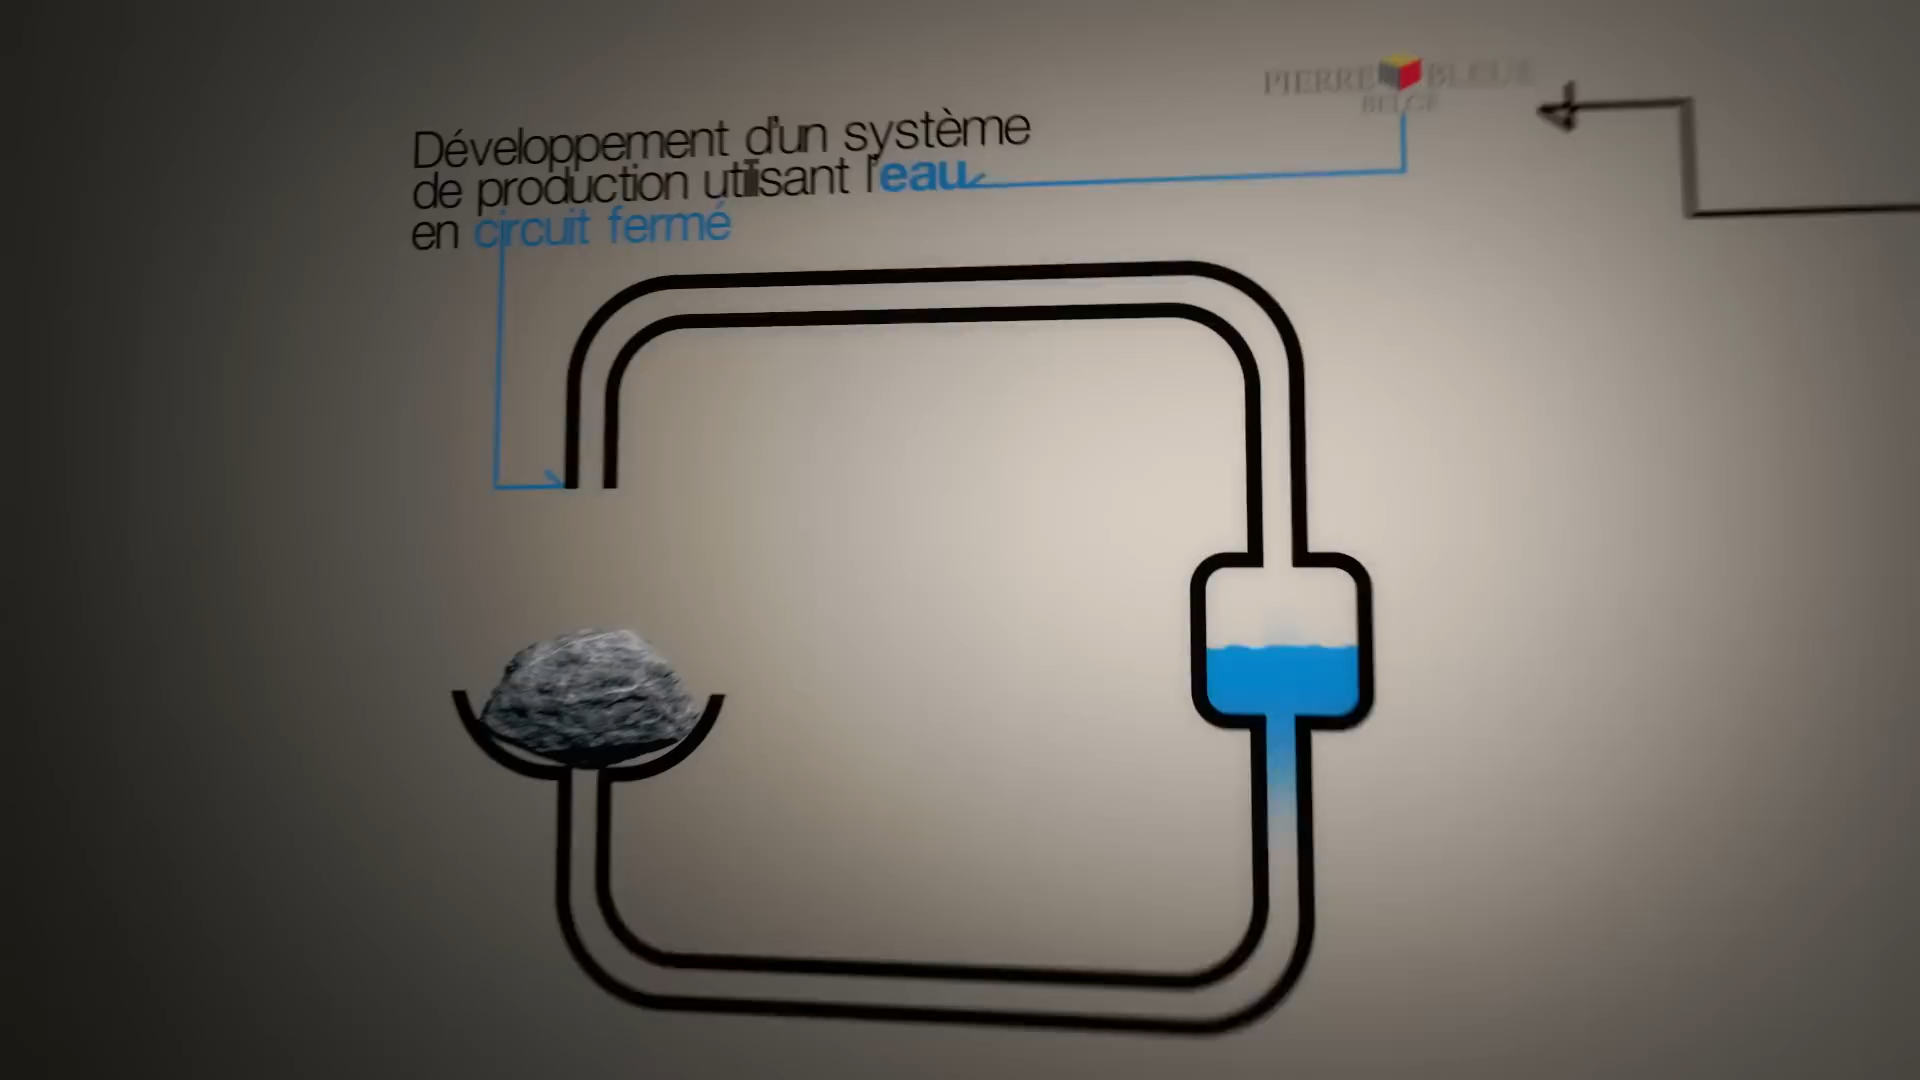 PIERRE BLEUE
BELGE
Développement d'un système
de production utilisant l'eau
en circuit fermé